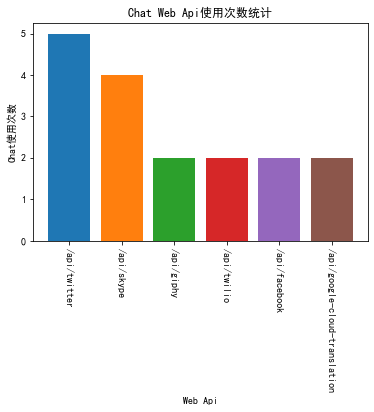 Chat Web Api使用次数统计
Chat使用次数
5
4
3
2
1
0
/api/twitter
/api/skype
/api/giphy
/api/twilio
/api/facebook
/api/google-cloud-translation
Web Api